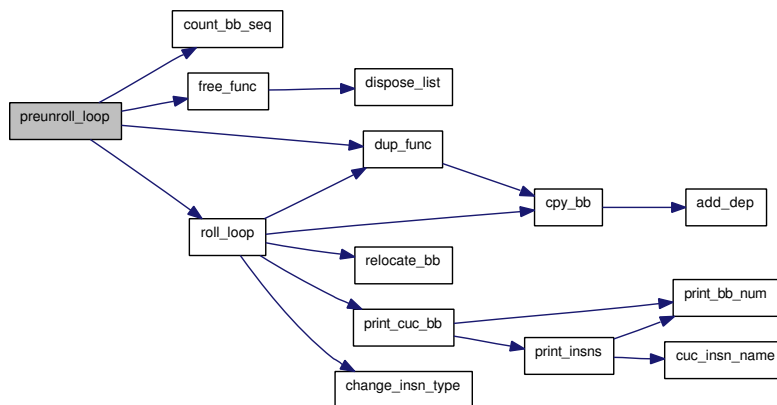 count_bb_seq
free_func
dispose_list
preunroll_loop
dup_func
cpy_bb
add_dep
roll_loop
relocate_bb
print_bb_num
print_cuc_bb
print_insns
cuc_insn_name
change_insn_type